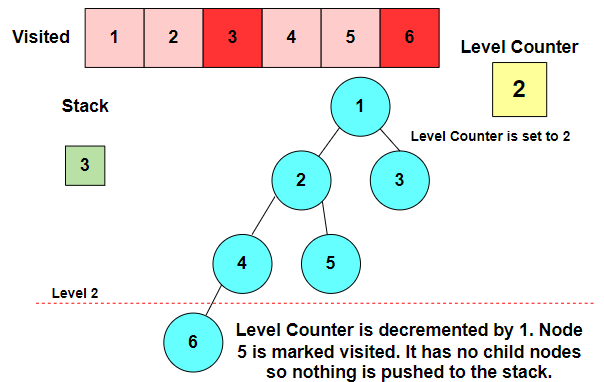 Visited 1 2 3 4 5 6
Level Counter
2
Level Counter is set to 2
Stack
3
1
2 3
4 5
Level 2
6
Level Counter is decremented by 1. Node
5 is marked visited. It has no child nodes
so nothing is pushed to the stack.